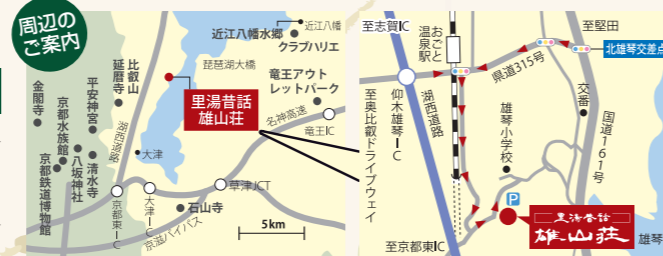 周辺の
ご案内
近江八幡水郷
近江八幡
クラブハリエ
琵琶湖大橋
竜王アウト
レットパーク
比叡山
延暦寺
里湯昔話
雄山荘
名神高速
竜王IC
金閣寺
京都水族館
平安神宮
湖西道路
大津
八坂神社
清水寺
京都鉄道博物館
京都東IC
大津IC
草津JCT
石山寺
京滋バイパス
5km
至志賀IC
おごと
温泉駅
至堅田
北雄琴交差点
県道315号
仰木雄琴IC
湖西道路
至奥比叡ドライブウェイ
雄琴小学校
交番
国道161号
P
里湯昔話
雄山荘
至京都東IC
雄琴